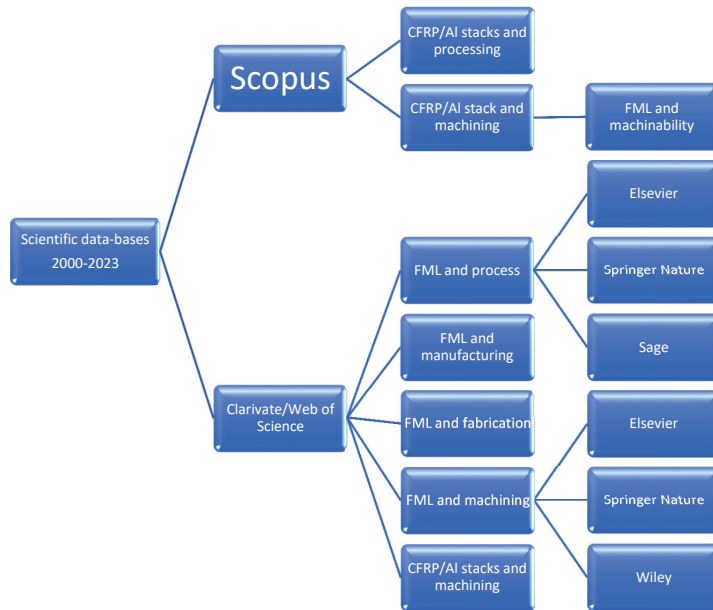 Scopus
CFRP/Al stacks and
processing
CFRP/Al stack and
machining
FML and
machinability
Scientific data-bases
2000-2023
Clarivate/Web of
Science
FML and process
Elsevier
Springer Nature
Sage
FML and
manufacturing
FML and fabrication
FML and machining
Elsevier
Springer Nature
Wiley
CFRP/Al stacks and
machining